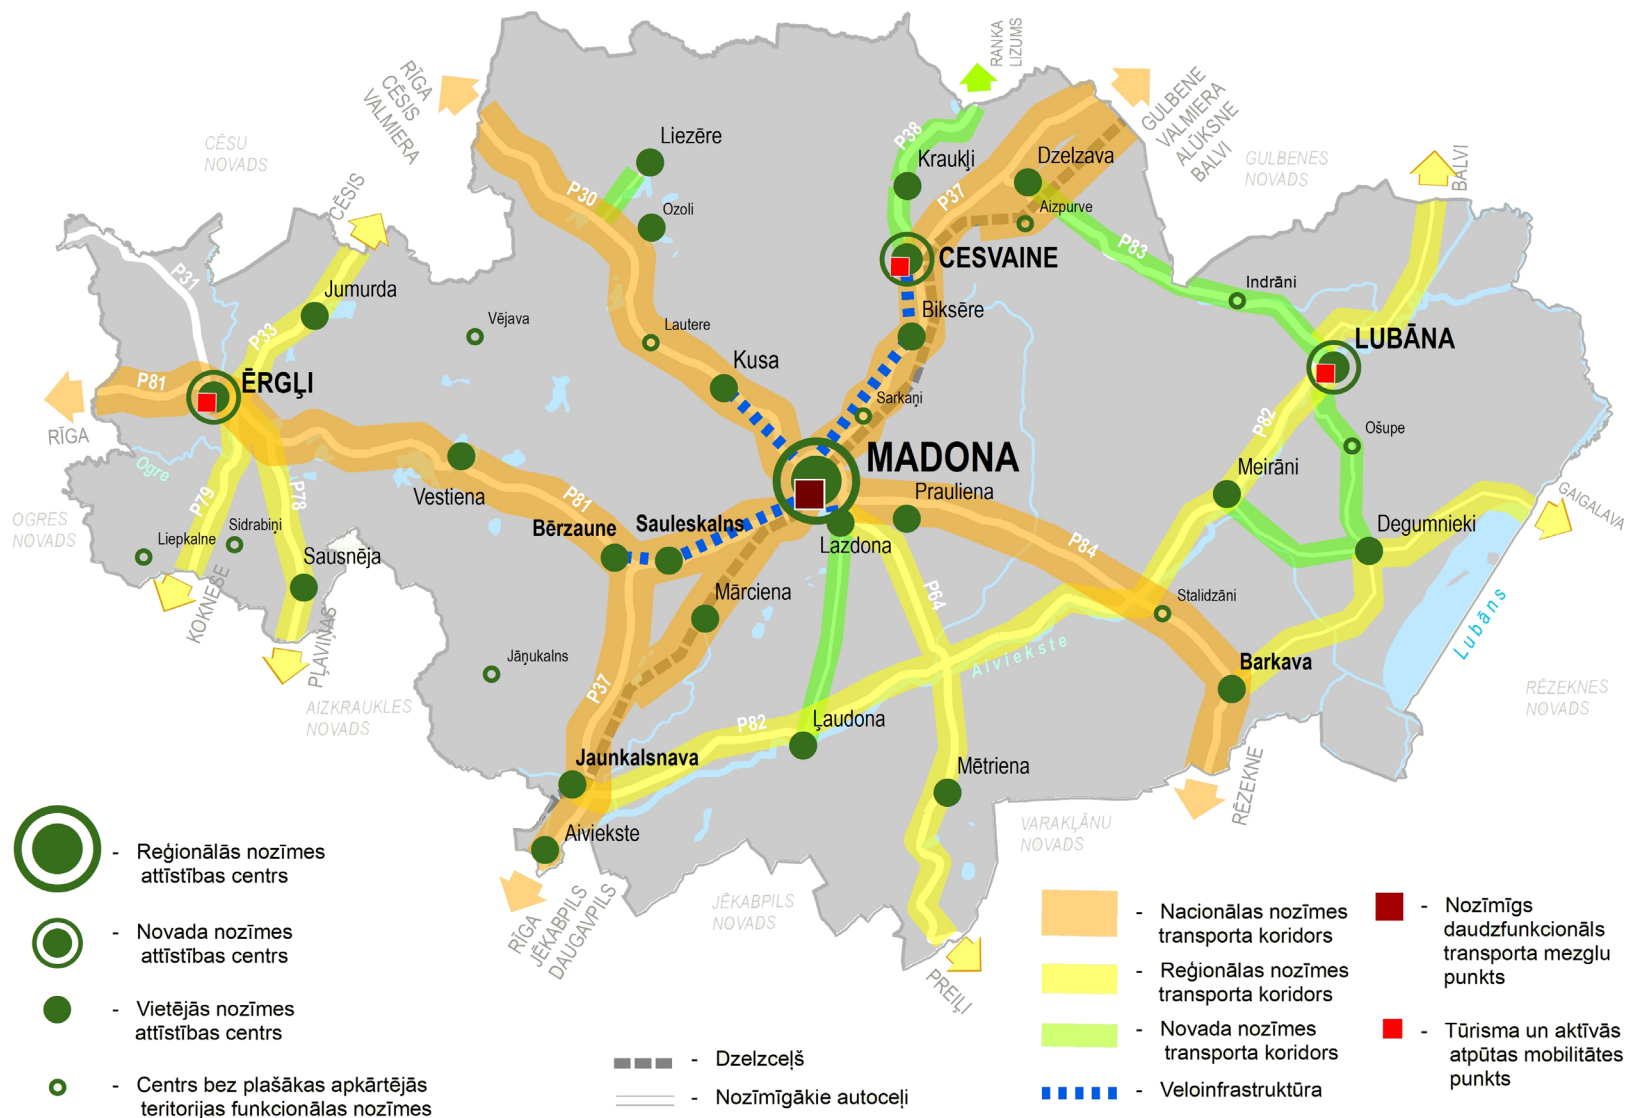 RANKA
LIZUMS
RĪGA
CĒSIS
VALMIERA
GULBENE
VALMIERA
ALŪKSNE
BALVI
CĒSU
NOVADS
GULBENES
NOVADS
BALVI
CĒSIS
Liezēre
P38
Kraukļi
Dzelzava
P37
P30
Ozoli
Aizpurve
P83
P31
CESVAINE
Jumurda
Indrāni
Biksēre
Vējava
Lautere
P33
LUBĀNA
Kusa
P81
ĒRGĻI
RĪGA
Sarkaņi
P82
Ošupe
MADONA
Ogre
Meirāni
Vestiena
Prauliena
P79
P78
P81
GAIGALAVA
OGRES
NOVADS
Liepkalne
Sidrabiņi
Bērzaune
Sauleskalns
Lazdona
Degumnieki
P84
Sausnēja
Mārciena
P64
Stalidzāni
KOKNESE
PĻAVIŅAS
Jāņukalns
Aiviekste
Lubāns
Barkava
P37
AIZKRAUKLES
NOVADS
RĒZEKNES
NOVADS
P82
Ļaudona
Jaunkalsnava
Mētriena
RĒZEKNE
Aiviekste
VARAKĻĀNU
NOVADS
JĒKABPILS
NOVADS
RĪGA
JĒKABPILS
DAUGAVPILS
PREIĻI
- Reģionālās nozīmes
attīstības centrs
- Novada nozīmes
attīstības centrs
- Vietējās nozīmes
attīstības centrs
- Centrs bez plašākas apkārtējās
teritorijas funkcionālas nozīmes
- Dzelzceļš
- Nozīmīgākie autoceļi
- Nacionālas nozīmes
transporta koridors
- Reģionālas nozīmes
transporta koridors
- Novada nozīmes
transporta koridors
- Veloinfrastruktūra
- Nozīmīgs
daudzfunkcionāls
transporta mezglu
punkts
- Tūrisma un aktīvās
atpūtas mobilitātes
punkts